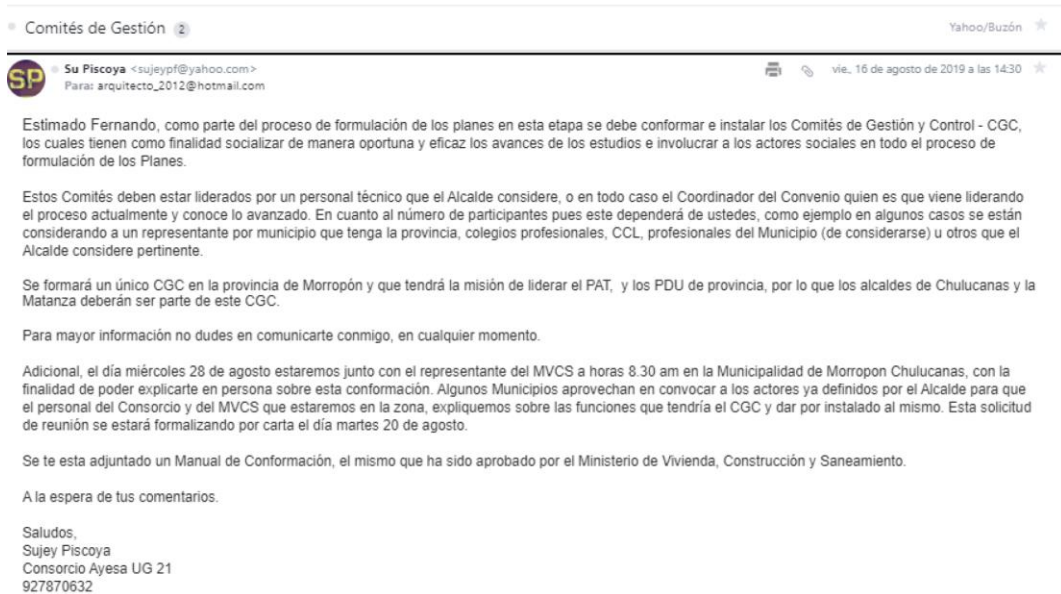 Comités de Gestión 2
Yahoo/Buzón
SP
Su Piscoya <sujeypf@yahoo.com>
vie., 16 de agosto de 2019 a las 14:30
Para: arquitecto_2012@hotmail.com
Estimado Fernando, como parte del proceso de formulación de los planes en esta etapa se debe conformar e instalar los Comités de Gestión y Control - CGC,
los cuales tienen como finalidad socializar de manera oportuna y eficaz los avances de los estudios e involucrar a los actores sociales en todo el proceso de
formulación de los Planes.
Estos Comités deben estar liderados por un personal técnico que el Alcalde considere, o en todo caso el Coordinador del Convenio quien es que viene liderando
el proceso actualmente y conoce lo avanzado. En cuanto al número de participantes pues este dependerá de ustedes, como ejemplo en algunos casos se están
considerando a un representante por municipio que tenga la provincia, colegios profesionales, CCL, profesionales del Municipio (de considerarse) u otros que el
Alcalde considere pertinente.
Se formará un único CGC en la provincia de Morropón y que tendrá la misión de liderar el PAT, y los PDU de provincia, por lo que los alcaldes de Chulucanas y la
Matanza deberán ser parte de este CGC.
Para mayor información no dudes en comunicarte conmigo, en cualquier momento.
Adicional, el día miércoles 28 de agosto estaremos junto con el representante del MVCS a horas 8.30 am en la Municipalidad de Morropon Chulucanas, con la
finalidad de poder explicarte en persona sobre esta conformación. Algunos Municipios aprovechan en convocar a los actores ya definidos por el Alcalde para que
el personal del Consorcio y del MVCS que estaremos en la zona, expliquemos sobre las funciones que tendría el CGC y dar por instalado al mismo. Esta solicitud
de reunión se estará formalizando por carta el día martes 20 de agosto.
Se te esta adjuntado un Manual de Conformación, el mismo que ha sido aprobado por el Ministerio de Vivienda, Construcción y Saneamiento.
A la espera de tus comentarios.
Saludos,
Sujey Piscoya
Consorcio Ayesa UG 21
927870632